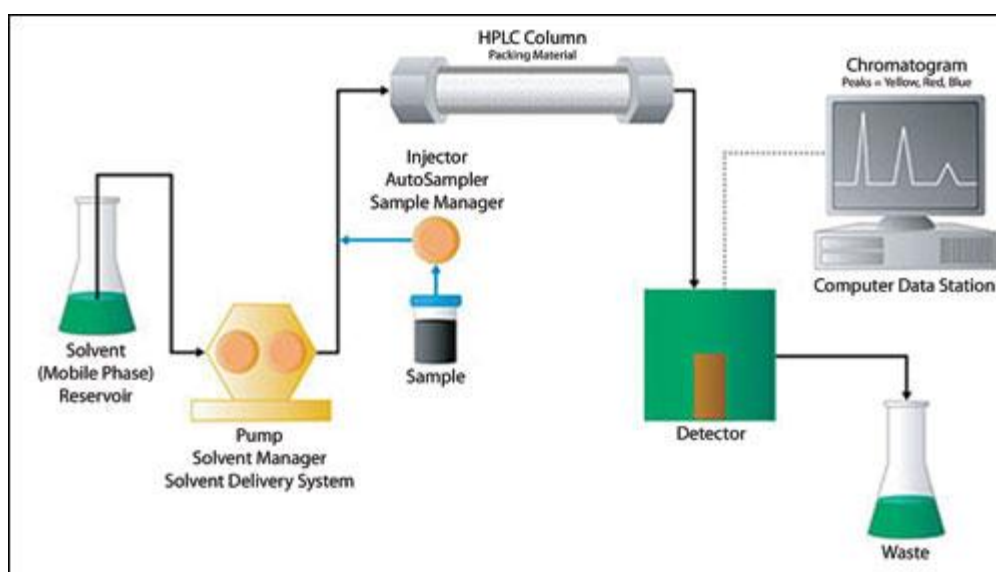 HPLC Column
Packing Material
Chromatogram
Peaks = Yellow, Red, Blue
Injector
AutoSampler
Sample Manager
Computer Data Station
Solvent
(Mobile Phase)
Reservoir
Sample
Pump
Solvent Manager
Solvent Delivery System
Detector
Waste